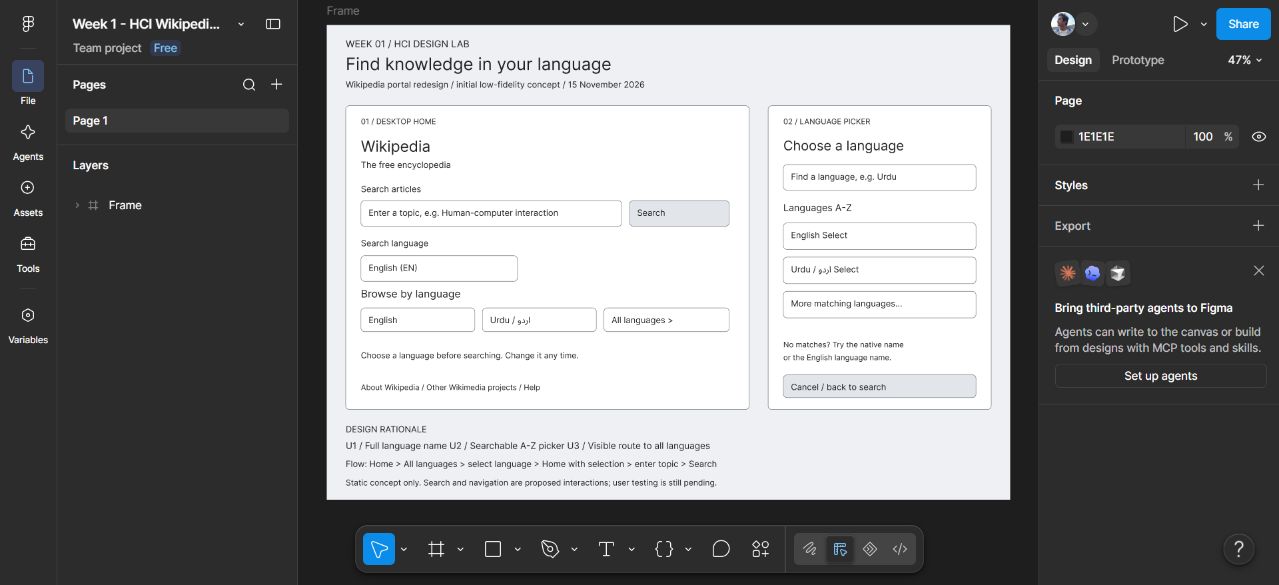 Week 1 - HCI Wikipedi...
Team project Free
File
Agents
Assets
Tools
Variables
Pages
Page 1
Layers
Frame
Frame
WEEK 01 / HCI DESIGN LAB
Find knowledge in your language
Wikipedia portal redesign / initial low-fidelity concept / 15 November 2026
01 / DESKTOP HOME
Wikipedia
The free encyclopedia
Search articles
Enter a topic, e.g. Human-computer interaction
Search
Search language
English (EN)
Browse by language
English
Urdu / اردو
All languages >
Choose a language before searching. Change it any time.
About Wikipedia / Other Wikimedia projects / Help
02 / LANGUAGE PICKER
Choose a language
Find a language, e.g. Urdu
Languages A-Z
English Select
Urdu / اردو Select
More matching languages...
No matches? Try the native name
or the English language name.
Cancel / back to search
DESIGN RATIONALE
U1 / Full language name U2 / Searchable A-Z picker U3 / Visible route to all languages
Flow: Home > All languages > select language > Home with selection > enter topic > Search
Static concept only. Search and navigation are proposed interactions; user testing is still pending.
Share
Design Prototype 47%
Page
1E1E1E 100 %
Styles
Export
Bring third-party agents to Figma
Agents can write to the canvas or build
from designs with MCP tools and skills.
Set up agents
?